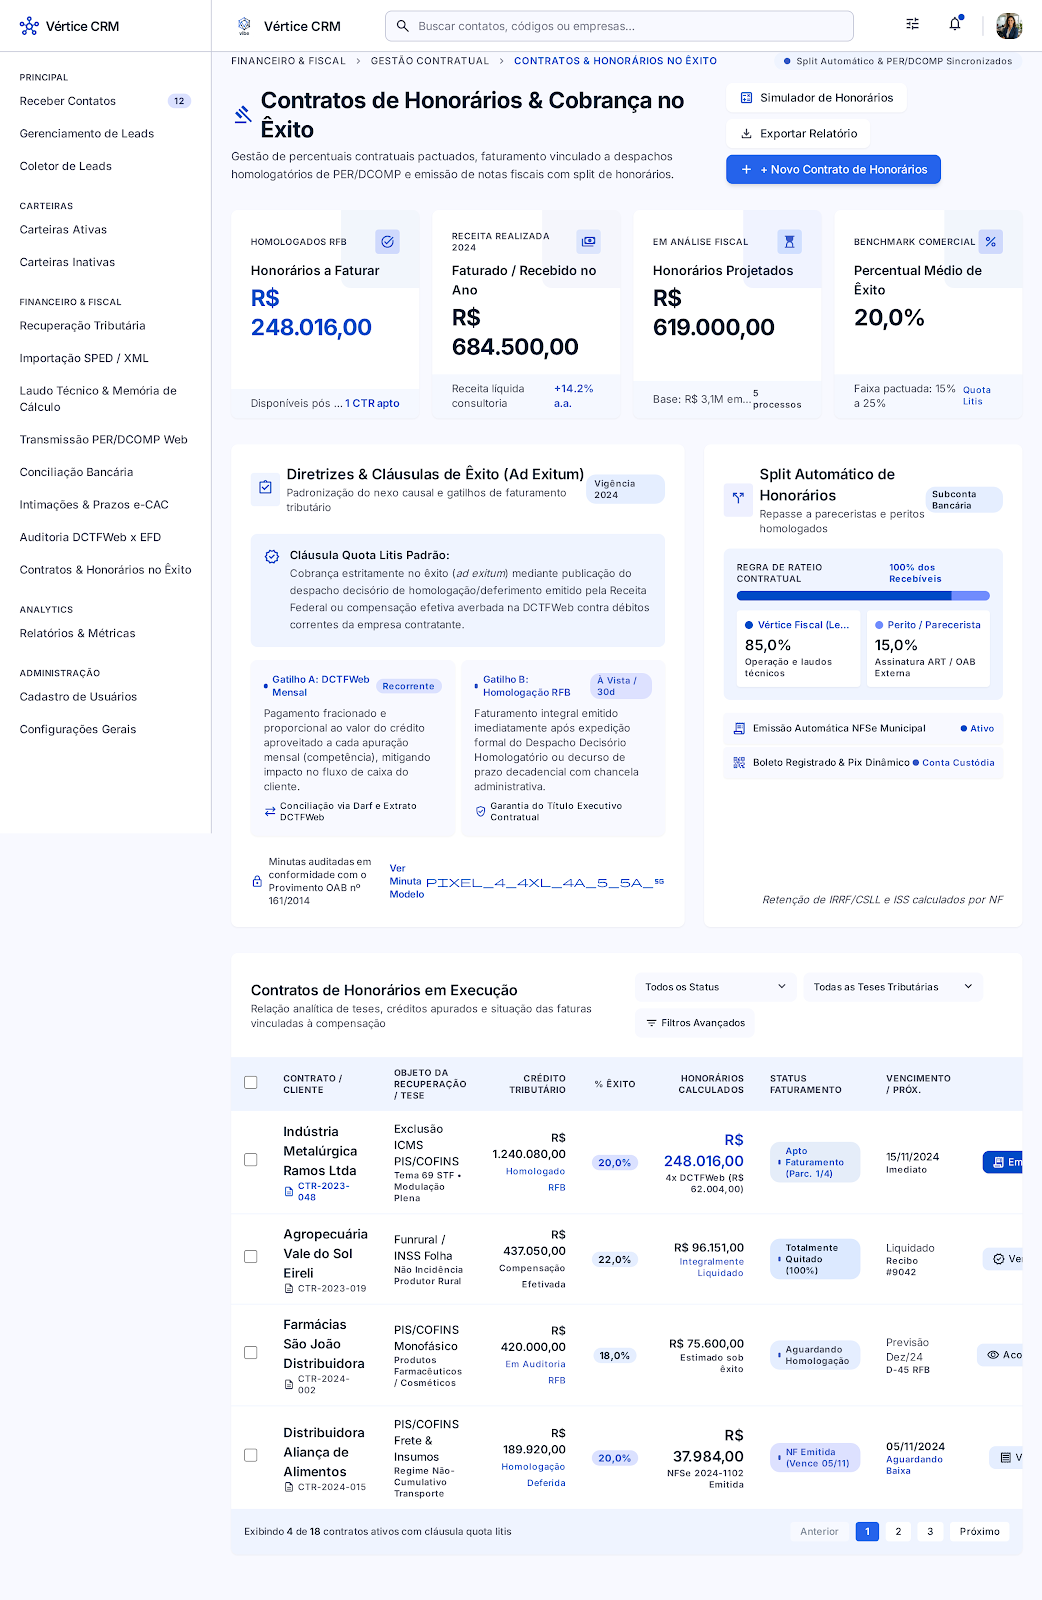 Vértice CRM
vibe
Vértice CRM
Buscar contatos, códigos ou empresas...
PRINCIPAL
Receber Contatos
12
Gerenciamento de Leads
Coletor de Leads
CARTEIRAS
Carteiras Ativas
Carteiras Inativas
FINANCEIRO & FISCAL
Recuperação Tributária
Importação SPED / XML
Laudo Técnico & Memória de
Cálculo
Transmissão PER/DCOMP Web
Conciliação Bancária
Intimações & Prazos e-CAC
Auditoria DCTFWeb x EFD
Contratos & Honorários no Êxito
ANALYTICS
Relatórios & Métricas
ADMINISTRAÇÃO
Cadastro de Usuários
Configurações Gerais
FINANCEIRO & FISCAL > GESTÃO CONTRATUAL > CONTRATOS & HONORÁRIOS NO ÊXITO
Split Automático & PER/DCOMP Sincronizados
Contratos de Honorários & Cobrança no
Êxito
Gestão de percentuais contratuais pactuados, faturamento vinculado a despachos
homologatórios de PER/DCOMP e emissão de notas fiscais com split de honorários.
Simulador de Honorários
Exportar Relatório
+ Novo Contrato de Honorários
HOMOLOGADOS RFB
Honorários a Faturar
R$
248.016,00
Disponíveis pós ... 1 CTR apto
RECEITA REALIZADA
2024
Faturado / Recebido no
Ano
R$
684.500,00
Receita líquida
consultoria
+14.2%
a.a.
EM ANÁLISE FISCAL
Honorários Projetados
R$
619.000,00
Base: R$ 3,1M em...
5
processos
BENCHMARK COMERCIAL
Percentual Médio de
Êxito
20,0%
Faixa pactuada: 15%
a 25%
Quota
Litis
Diretrizes & Cláusulas de Êxito (Ad Exitum)
Padronização do nexo causal e gatilhos de faturamento
tributário
Vigência
2024
Cláusula Quota Litis Padrão:
Cobrança estritamente no êxito (ad exitum) mediante publicação do
despacho decisório de homologação/deferimento emitido pela Receita
Federal ou compensação efetiva averbada na DCTFWeb contra débitos
correntes da empresa contratante.
Gatilho A: DCTFWeb
Mensal
Recorrente
Pagamento fracionado e
proporcional ao valor do crédito
aproveitado a cada apuração
mensal (competência), mitigando
impacto no fluxo de caixa do
cliente.
Conciliação via Darf e Extrato
DCTFWeb
Gatilho B:
Homologação RFB
À Vista /
30d
Faturamento integral emitido
imediatamente após expedição
formal do Despacho Decisório
Homologatório ou decurso de
prazo decadencial com chancela
administrativa.
Garantia do Título Executivo
Contratual
Minutas auditadas em
conformidade com o
Provimento OAB nº
161/2014
Ver
Minuta
Modelo
PIXEL_4_4XL_4A_5_5A_5G
Split Automático de
Honorários
Repasse a pareceristas e peritos
homologados
Subconta
Bancária
REGRA DE RATEIO
CONTRATUAL
100% dos
Recebíveis
Vértice Fiscal (Le...
85,0%
Operação e laudos
técnicos
Perito / Parecerista
15,0%
Assinatura ART / OAB
Externa
Emissão Automática NFSe Municipal
Ativo
Boleto Registrado & Pix Dinâmico
Conta Custódia
Retenção de IRRF/CSLL e ISS calculados por NF
Contratos de Honorários em Execução
Relação analítica de teses, créditos apurados e situação das faturas
vinculadas à compensação
Todos os Status
Todas as Teses Tributárias
Filtros Avançados
CONTRATO /
CLIENTE
OBJETO DA
RECUPERAÇÃO
/ TESE
CRÉDITO
TRIBUTÁRIO
% ÊXITO
HONORÁRIOS
CALCULADOS
STATUS
FATURAMENTO
VENCIMENTO
/ PRÓX.
Indústria
Metalúrgica
Ramos Ltda
CTR-2023-
048
Exclusão
ICMS
PIS/COFINS
Tema 69 STF •
Modulação
Plena
R$
1.240.080,00
Homologado
RFB
20,0%
R$
248.016,00
4x DCTFWeb (R$
62.004,00)
Apto
Faturamento
(Parc. 1/4)
15/11/2024
Imediato
Em
Agropecuária
Vale do Sol
Eireli
CTR-2023-019
Funrural /
INSS Folha
Não Incidência
Produtor Rural
R$
437.050,00
Compensação
Efetivada
22,0%
R$ 96.151,00
Integralmente
Liquidado
Totalmente
Quitado
(100%)
Liquidado
Recibo
#9042
Ver
Farmácias
São João
Distribuidora
CTR-2024-
002
PIS/COFINS
Monofásico
Produtos
Farmacêuticos
/ Cosméticos
R$
420.000,00
Em Auditoria
RFB
18,0%
R$ 75.600,00
Estimado sob
êxito
Aguardando
Homologação
Previsão
Dez/24
D-45 RFB
Aco
Distribuidora
Aliança de
Alimentos
CTR-2024-015
PIS/COFINS
Frete &
Insumos
Regime Não-
Cumulativo
Transporte
R$
189.920,00
Homologação
Deferida
20,0%
R$
37.984,00
NFSe 2024-1102
Emitida
NF Emitida
(Vence 05/11)
05/11/2024
Aguardando
Baixa
V
Exibindo 4 de 18 contratos ativos com cláusula quota litis
Anterior
1
2
3
Próximo